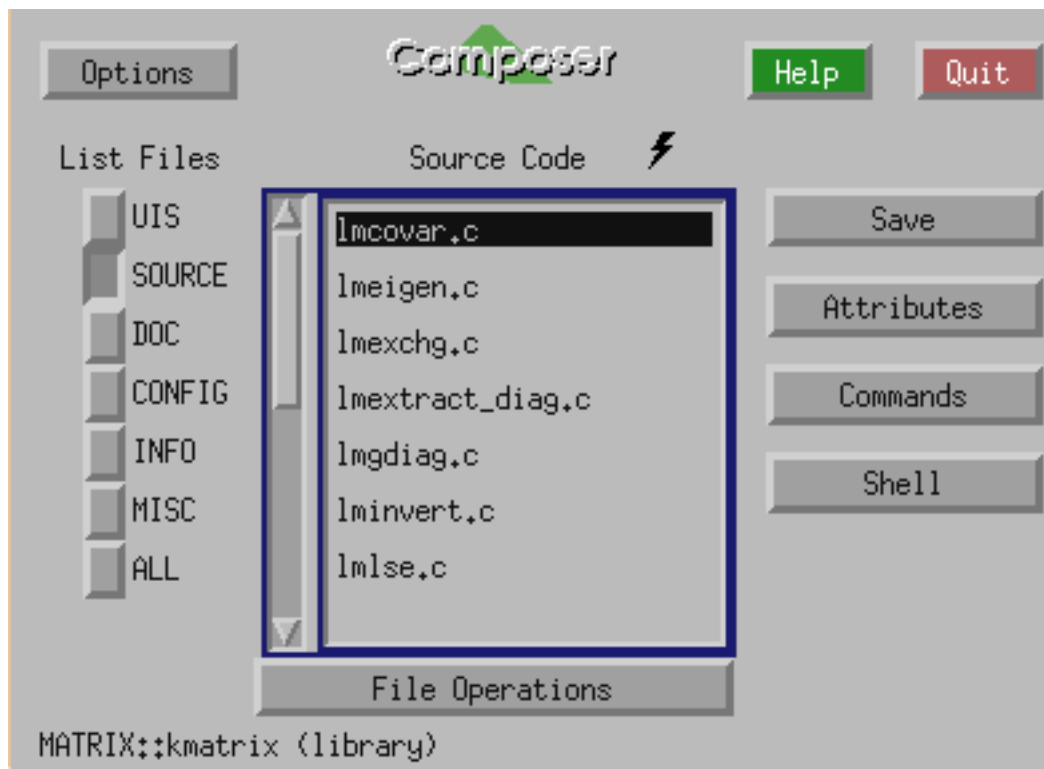 Options
Composer
Help
Quit
List Files
Source Code
UIS
SOURCE
DOC
CONFIG
INFO
MISC
ALL
lmcovar.c
lmeigen.c
lmexchg.c
lmextract_diag.c
lmgdiag.c
lminvert.c
lmlse.c
Save
Attributes
Commands
Shell
File Operations
MATRIX::kmatrix (library)